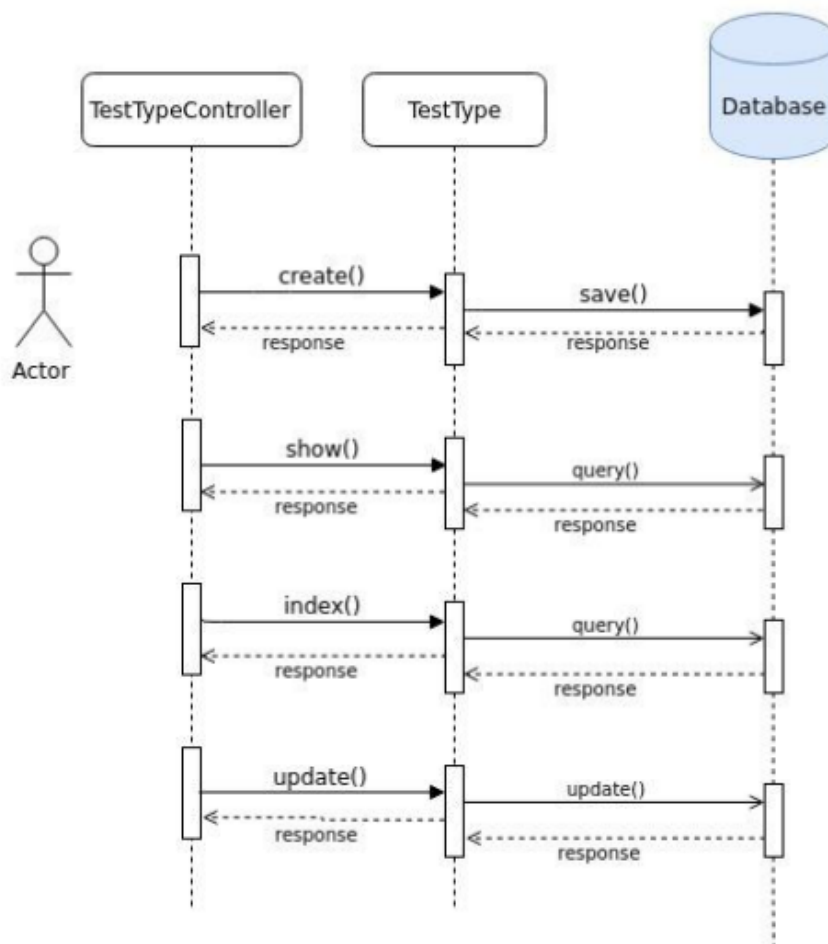 TestTypeController
TestType
Database
create()
save()
response
response
Actor
show()
query()
response
response
index()
query()
response
response
update()
update()
response
response